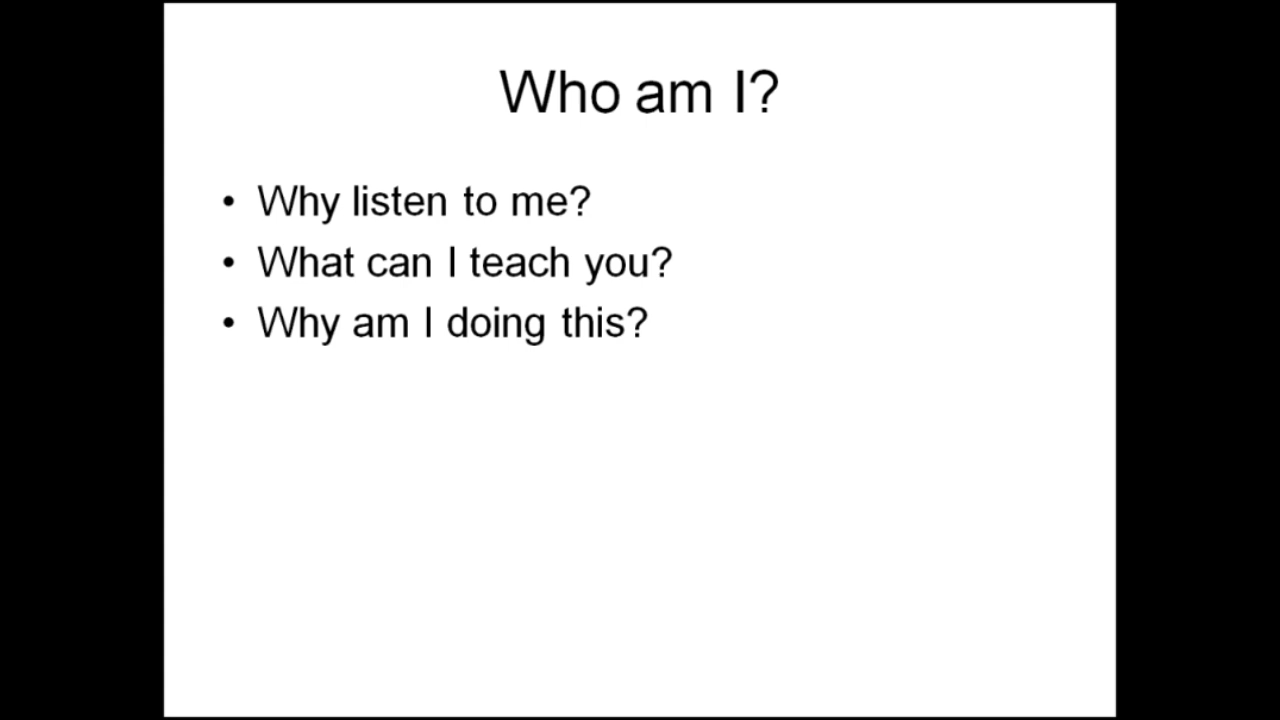 Who am I?
• Why listen to me?
• What can I teach you?
• Why am I doing this?